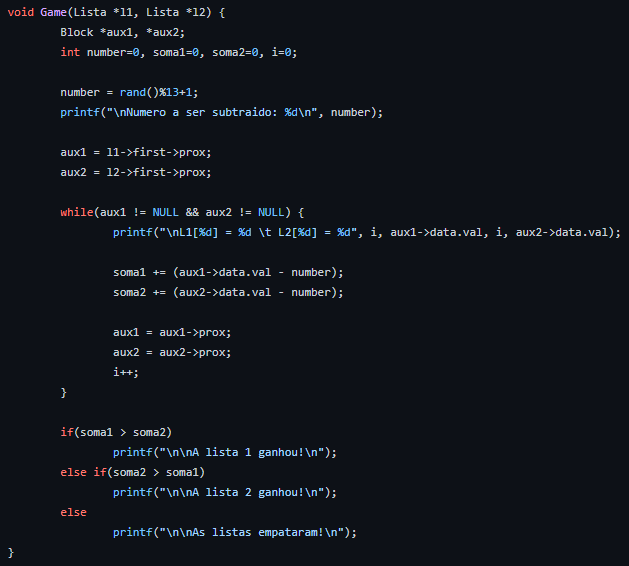 void Game(Lista *l1, Lista *l2) {
        Block *aux1, *aux2;
        int number=0, soma1=0, soma2=0, i=0;

        number = rand()%13+1;
        printf("\nNumero a ser subtraido: %d\n", number);

        aux1 = l1->first->prox;
        aux2 = l2->first->prox;

        while(aux1 != NULL && aux2 != NULL) {
                printf("\nL1[%d] = %d \t L2[%d] = %d", i, aux1->data.val, i, aux2->data.val);

                soma1 += (aux1->data.val - number);
                soma2 += (aux2->data.val - number);

                aux1 = aux1->prox;
                aux2 = aux2->prox;
                i++;
        }

        if(soma1 > soma2)
                printf("\n\nA lista 1 ganhou!\n");
        else if(soma2 > soma1)
                printf("\n\nA lista 2 ganhou!\n");
        else
                printf("\n\nAs listas empataram!\n");
}